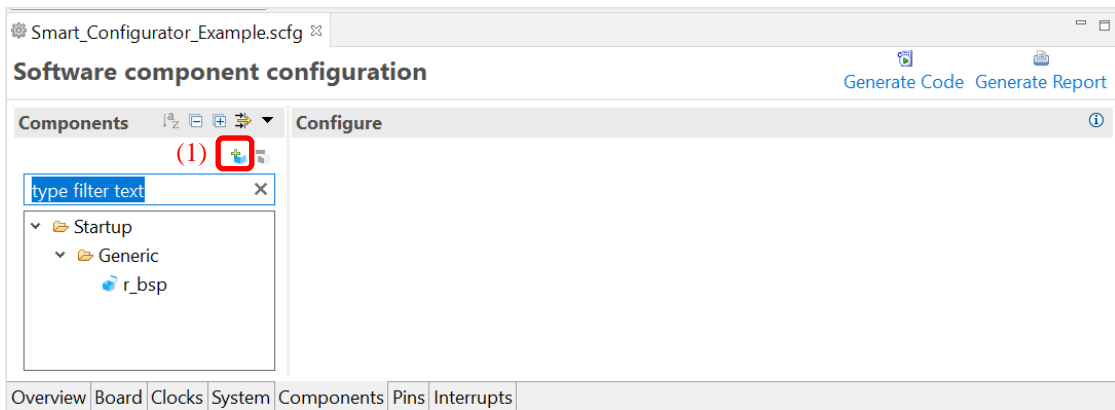 Smart_Configurator_Example.scfg
Software component configuration
Generate Code Generate Report
Components
Configure
(1)
type filter text
Startup
Generic
r_bsp
Overview Board Clocks System Components Pins Interrupts